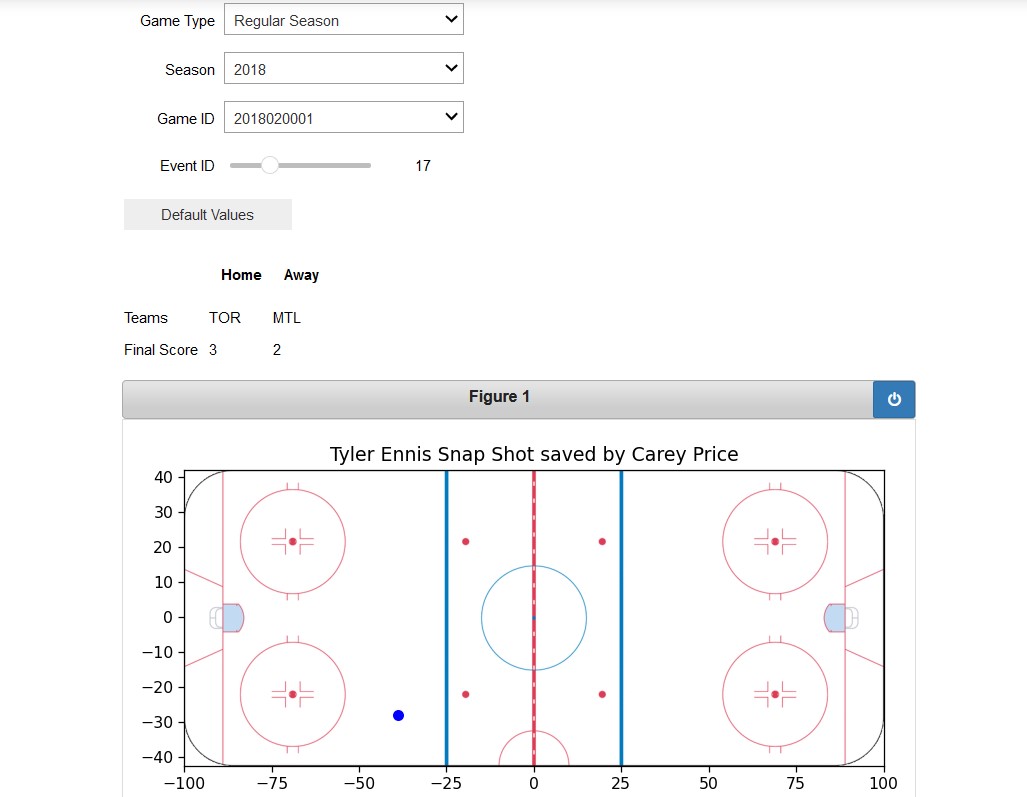 Game Type Regular Season
Season 2018
Game ID 2018020001
Event ID 17
Default Values
Home Away
Teams TOR MTL
Final Score 3 2
Figure 1
Tyler Ennis Snap Shot saved by Carey Price
40
30
20
10
0
−10
−20
−30
−40
−100 −75 −50 −25 0 25 50 75 100